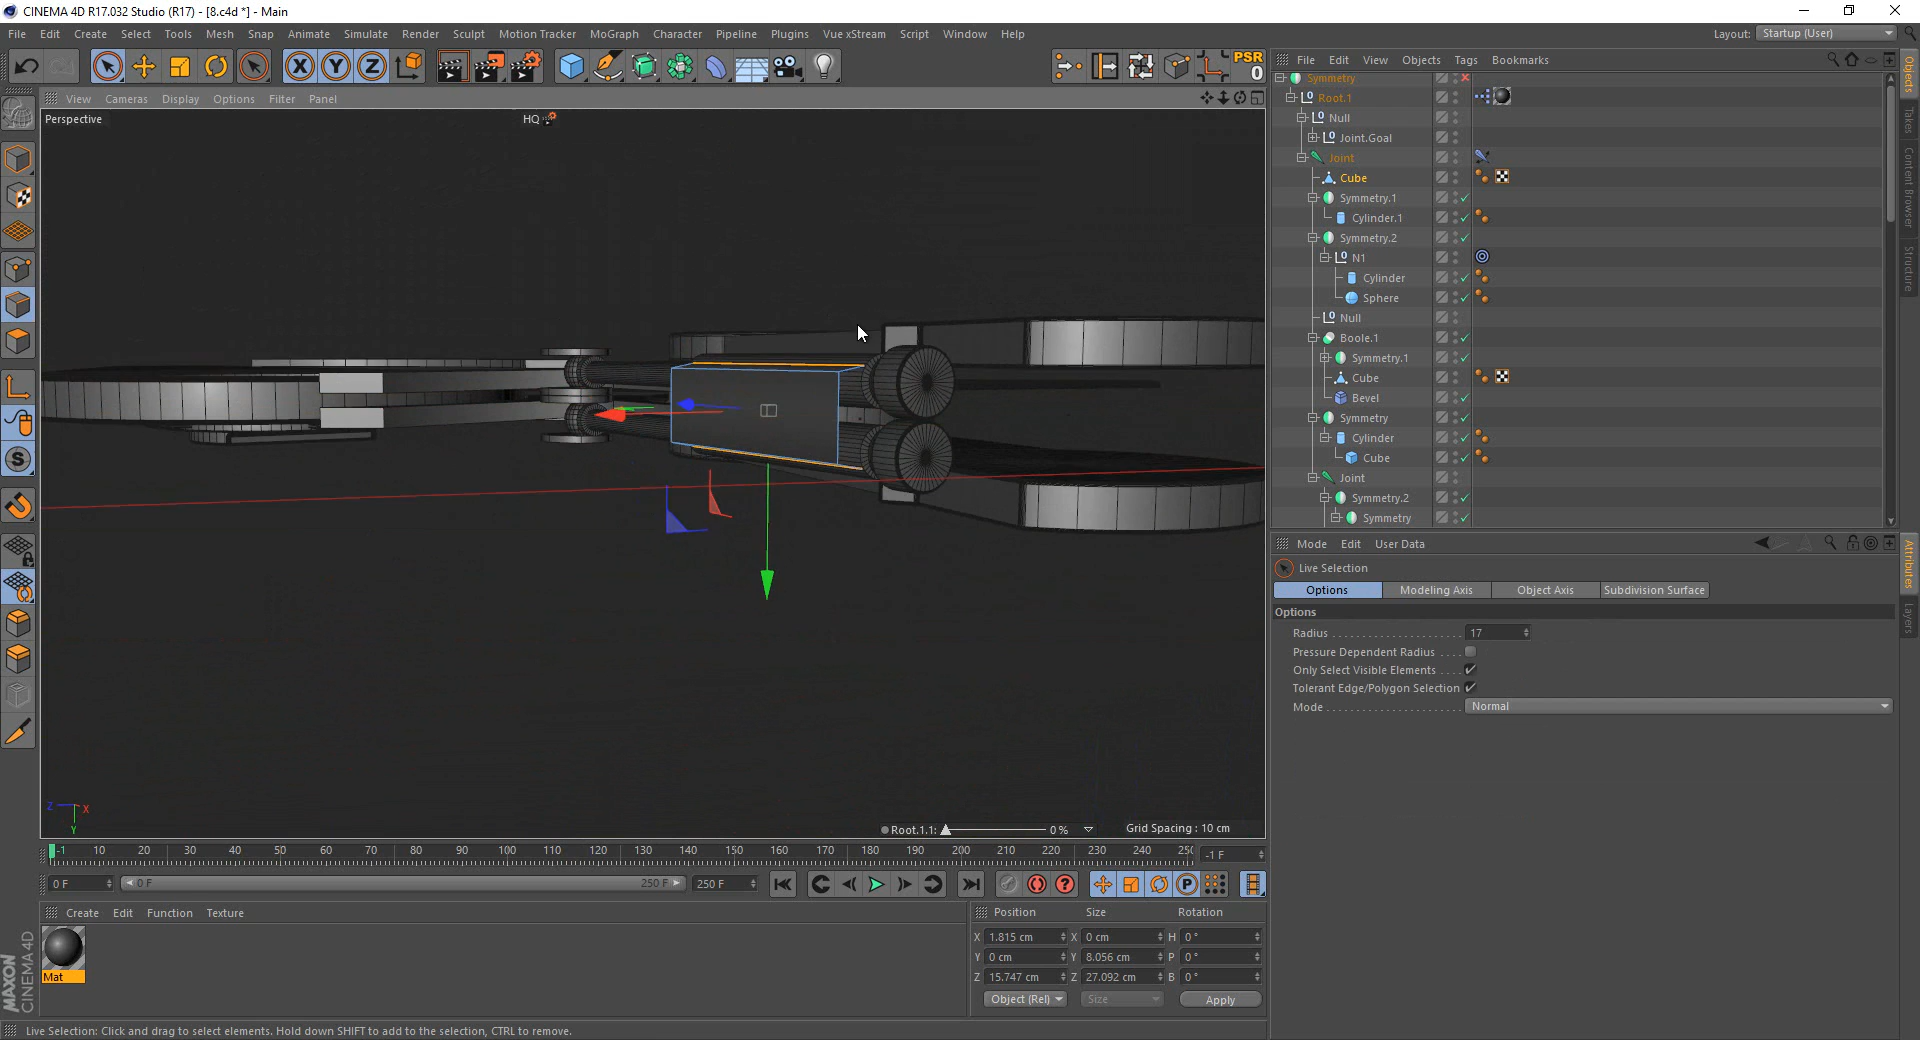 CINEMA 4D R17.032 Studio (R17) - [8.c4d *] - Main
File Edit Create Select Tools Mesh Snap Animate Simulate Render Sculpt Motion Tracker MoGraph Character Pipeline Plugins Vue xStream Script Window Help
Layout: Startup (User)
PSR
0
File Edit View Objects Tags Bookmarks
View Cameras Display Options Filter Panel
Perspective
HQ
Symmetry
Root.1
Null
Joint.Goal
Joint
Cube
Symmetry.1
Cylinder.1
Symmetry.2
N1
Cylinder
Sphere
Null
Boole.1
Symmetry.1
Cube
Bevel
Symmetry
Cylinder
Cube
Joint
Symmetry.2
Symmetry
Objects
Takes
Content Browser
Structure
Mode Edit User Data
Live Selection
Options Modeling Axis Object Axis Subdivision Surface
Options
Radius 17
Pressure Dependent Radius
Only Select Visible Elements
Tolerant Edge/Polygon Selection
Mode Normal
Attributes
Layers
Z X
Y
Root.1.1: 0%
Grid Spacing : 10 cm
-1 10 20 30 40 50 60 70 80 90 100 110 120 130 140 150 160 170 180 190 200 210 220 230 240 25
-1 F
0 F 0 F 250 F 250 F
Create Edit Function Texture
Mat
Position Size Rotation
X 1.815 cm X 0 cm H 0 °
Y 0 cm Y 8.056 cm P 0 °
Z 15.747 cm Z 27.092 cm B 0 °
Object (Rel) Size Apply
MAXON
CINEMA 4D
Live Selection: Click and drag to select elements. Hold down SHIFT to add to the selection, CTRL to remove.